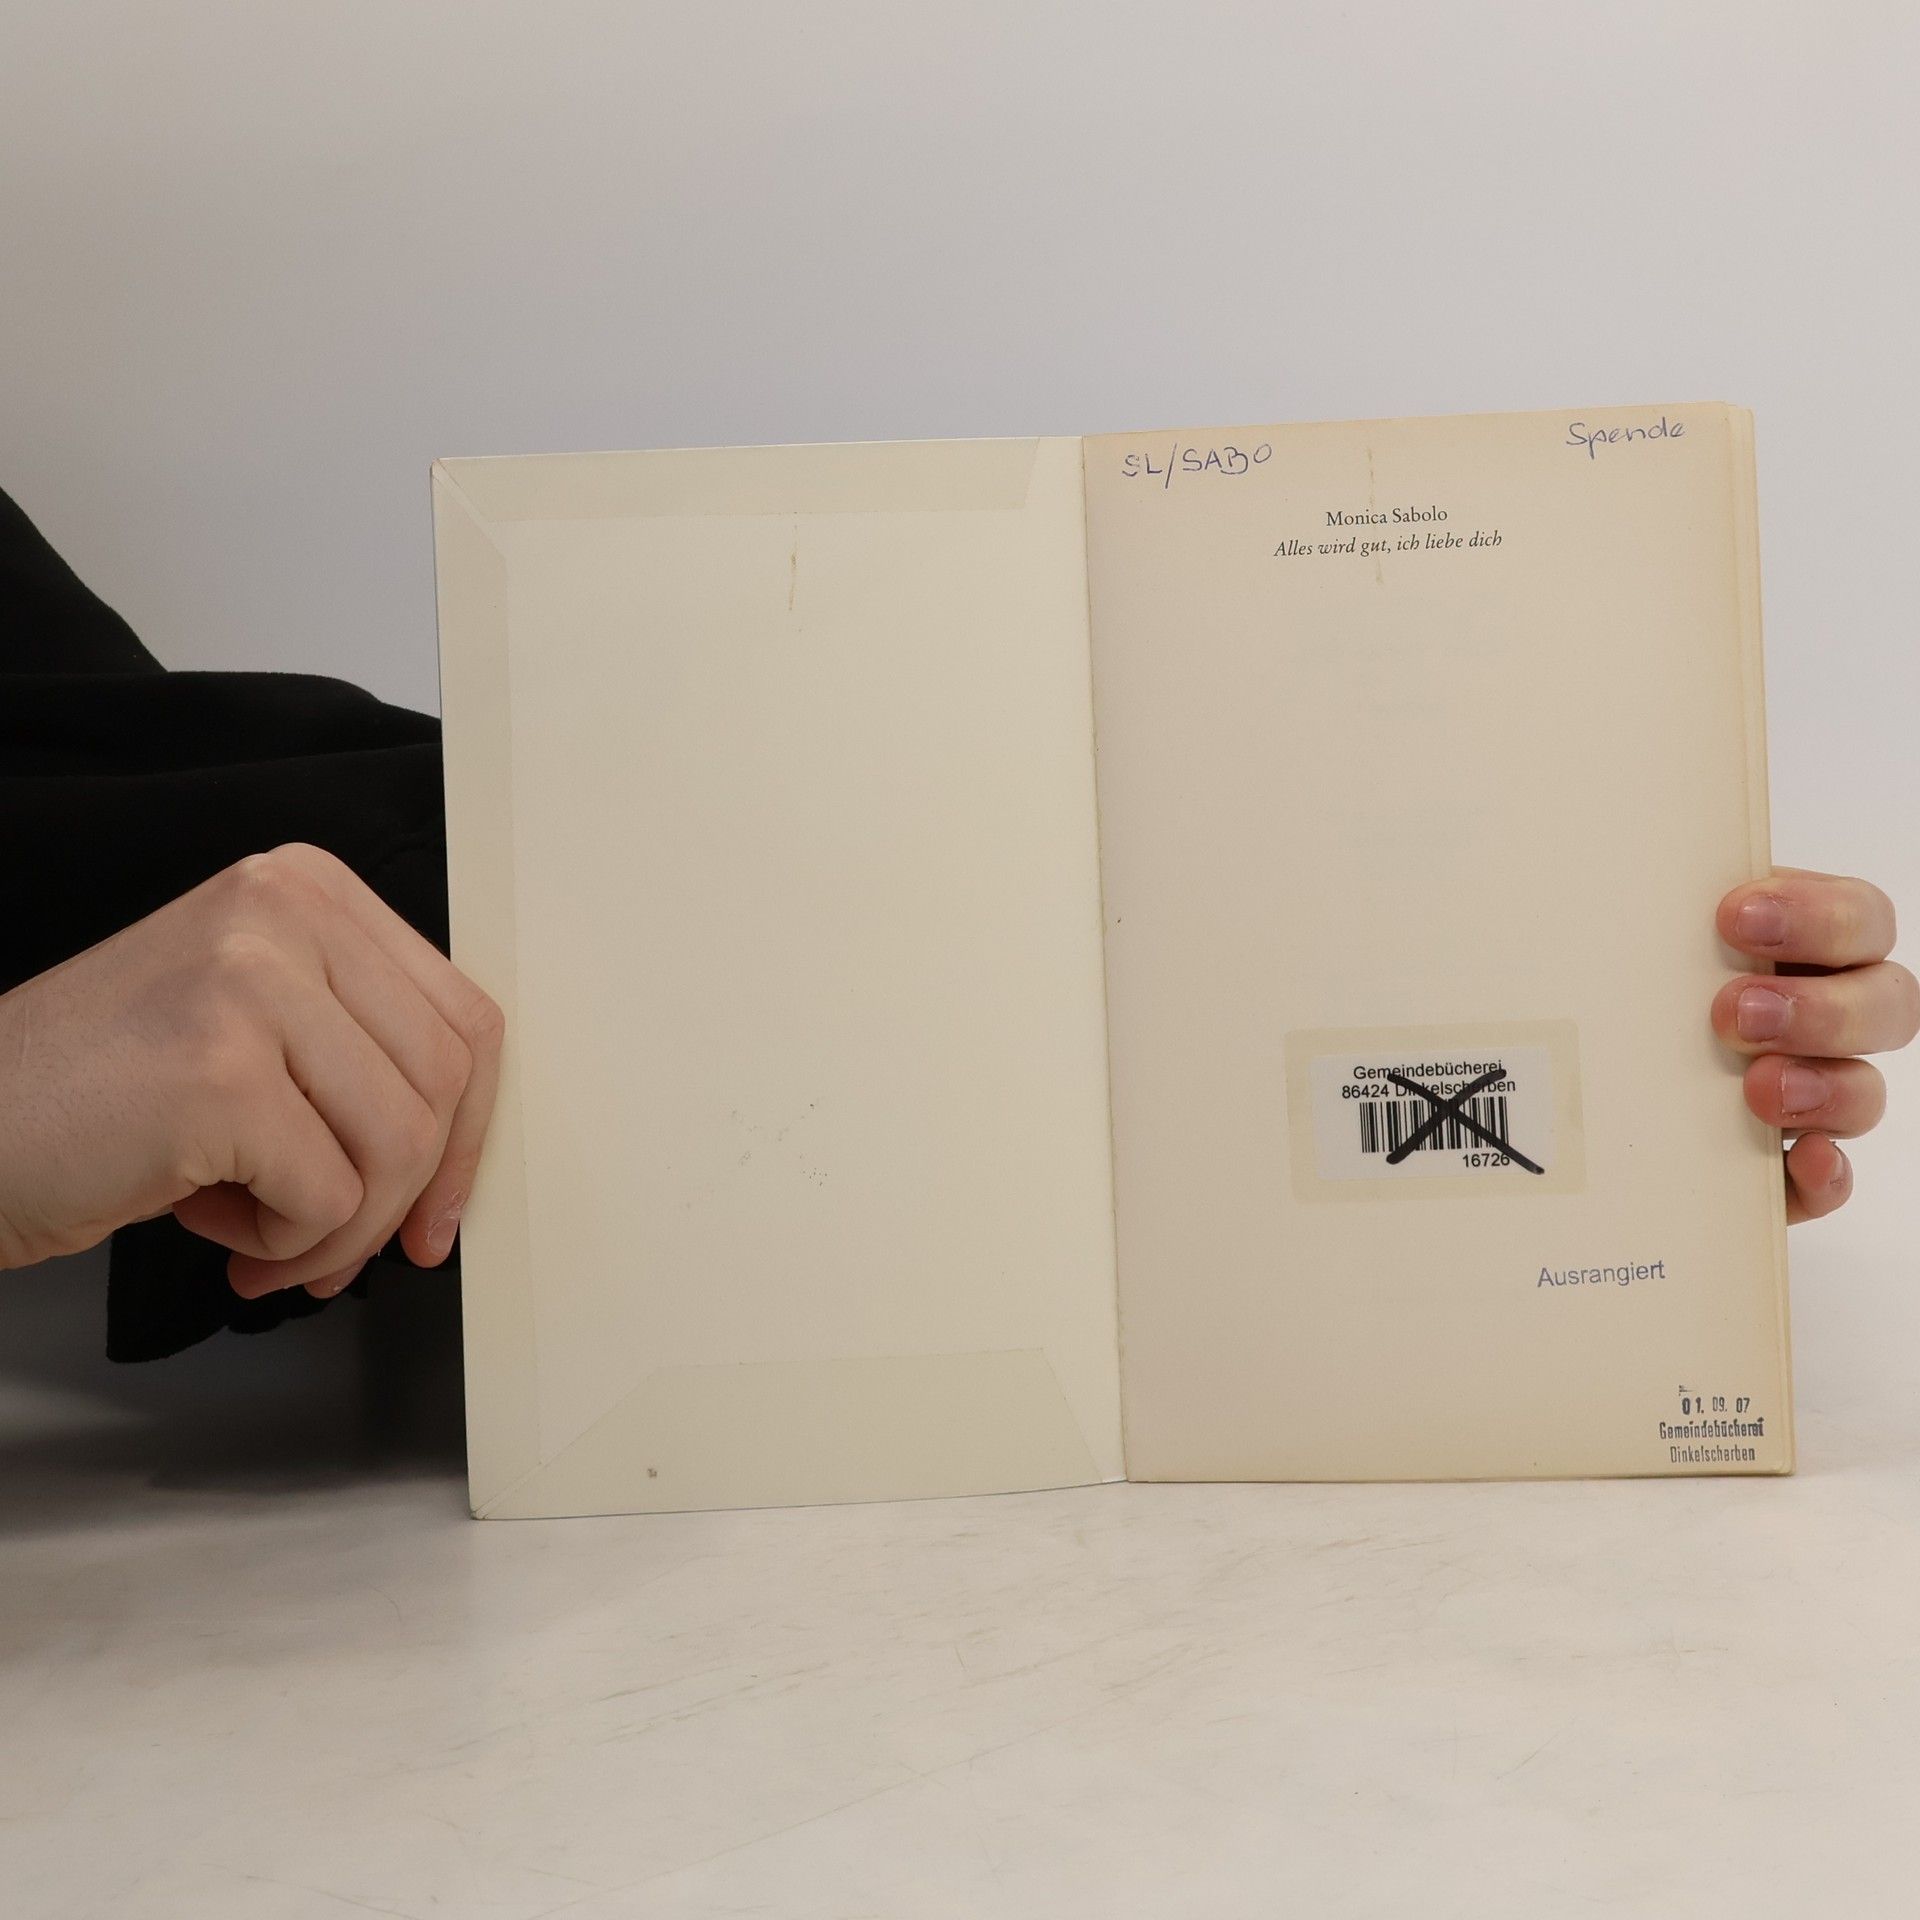 SL/SABO
Spende
Monica Sabolo
Alles wird gut, ich liebe dich
Gemeindebücherei
86424 Dinkelscherben
16726
Ausrangiert
01. 09. 07
Gemeindebücherei
Dinkelscherben